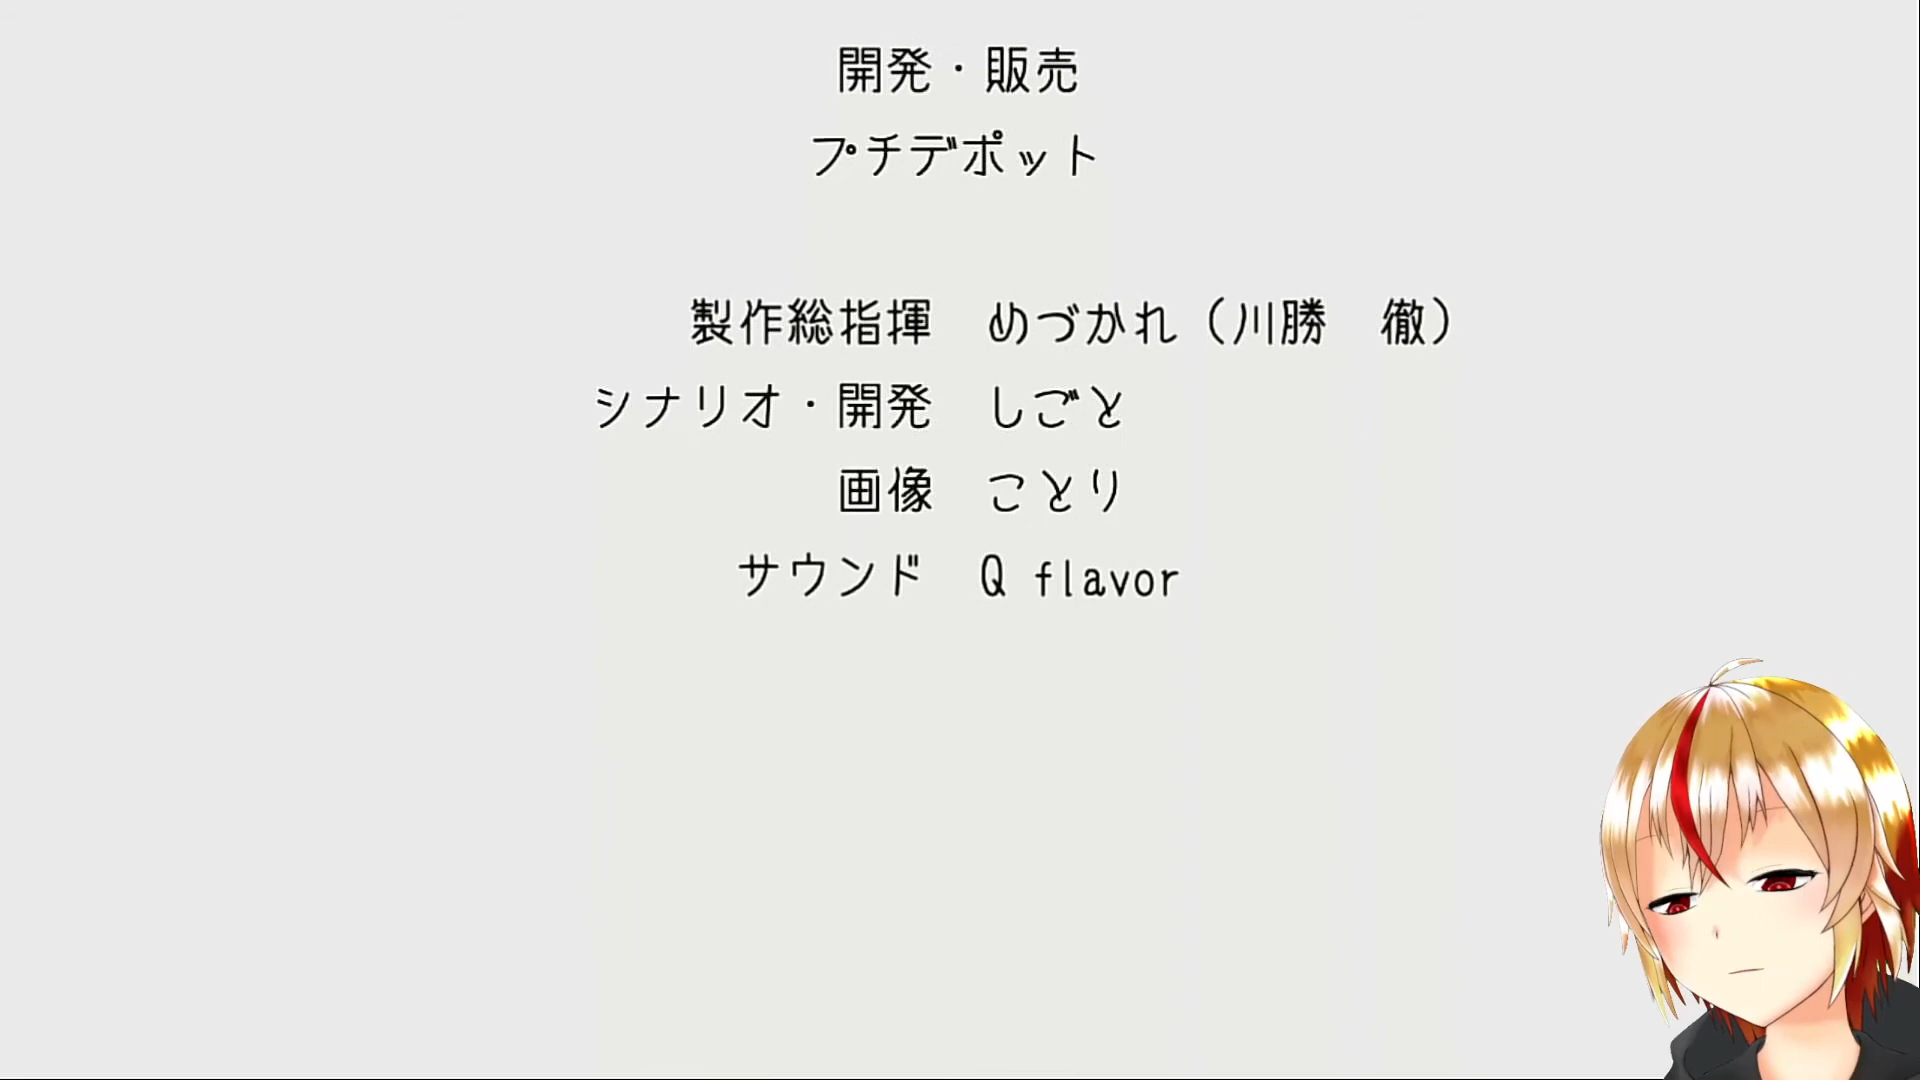 開発・販売
プチデポット
製作総指揮　めづかれ（川勝　徹）
シナリオ・開発　しごと
画像　ことり
サウンド　Q flavor